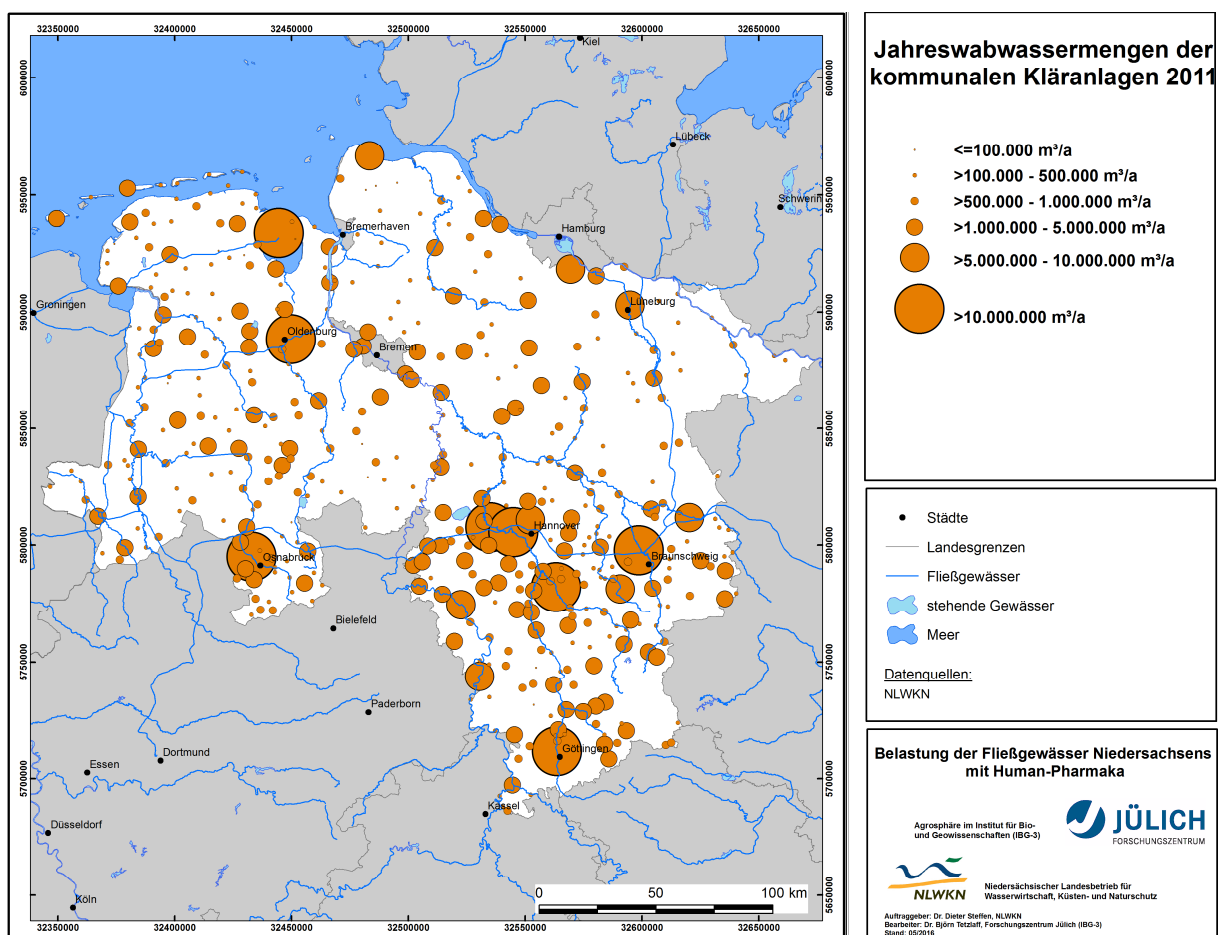 32350000 32400000 32450000 32500000 32550000 32600000 32650000
6000000
5950000
5900000
5850000
5800000
5750000
5700000
5650000
6000000
5950000
5900000
5850000
5800000
5750000
5700000
5650000
Kiel
Lübeck
Schwerin
Hamburg
Bremerhaven
Groningen
Lüneburg
Oldenburg
Bremen
Hannover
Osnabrück
Braunschweig
Bielefeld
Paderborn
Göttingen
Dortmund
Essen
Kassel
Düsseldorf
Köln
0 50 100 km
32350000 32400000 32450000 32500000 32550000 32600000 32650000
Jahreswabwassermengen der
kommunalen Kläranlagen 2011
<=100.000 m³/a
>100.000 - 500.000 m³/a
>500.000 - 1.000.000 m³/a
>1.000.000 - 5.000.000 m³/a
>5.000.000 - 10.000.000 m³/a
>10.000.000 m³/a
Städte
Landesgrenzen
Fließgewässer
stehende Gewässer
Meer
Datenquellen:
NLWKN
Belastung der Fließgewässer Niedersachsens
mit Human-Pharmaka
Agrosphäre im Institut für Bio-
und Geowissenschaften (IBG-3)
JÜLICH
FORSCHUNGSZENTRUM
NLWKN
Niedersächsischer Landesbetrieb für
Wasserwirtschaft, Küsten- und Naturschutz
Auftraggeber: Dr. Dieter Steffen, NLWKN
Bearbeiter: Dr. Björn Tetzlaff, Forschungszentrum Jülich (IBG-3)
Stand: 05/2016